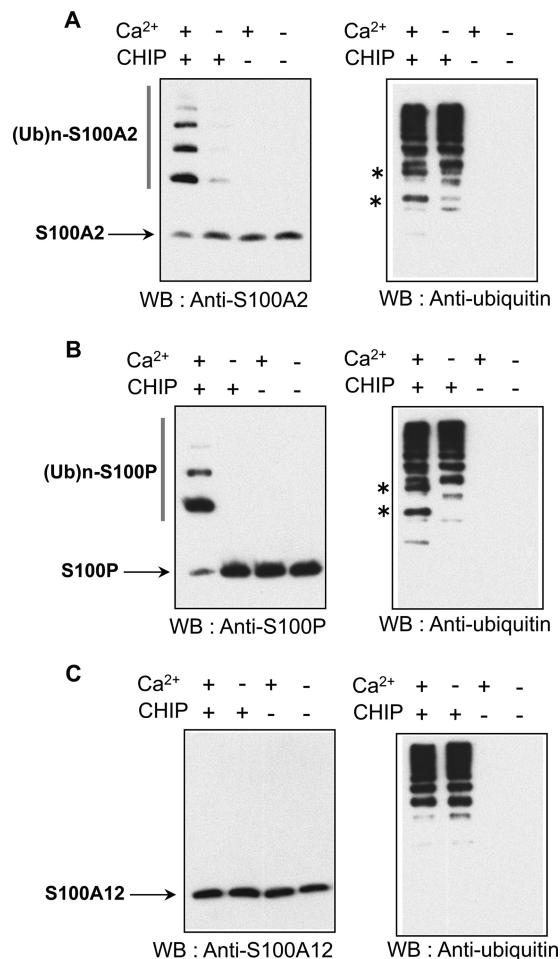 A
Ca2+ + - + - Ca2+ + - + -
CHIP + + - - CHIP + + - -
(Ub)n-S100A2
*
*
S100A2
WB : Anti-S100A2 WB : Anti-ubiquitin
B
Ca2+ + - + - Ca2+ + - + -
CHIP + + - - CHIP + + - -
(Ub)n-S100P
*
*
S100P
WB : Anti-S100P WB : Anti-ubiquitin
C
Ca2+ + - + - Ca2+ + - + -
CHIP + + - - CHIP + + - -
S100A12
WB : Anti-S100A12 WB : Anti-ubiquitin